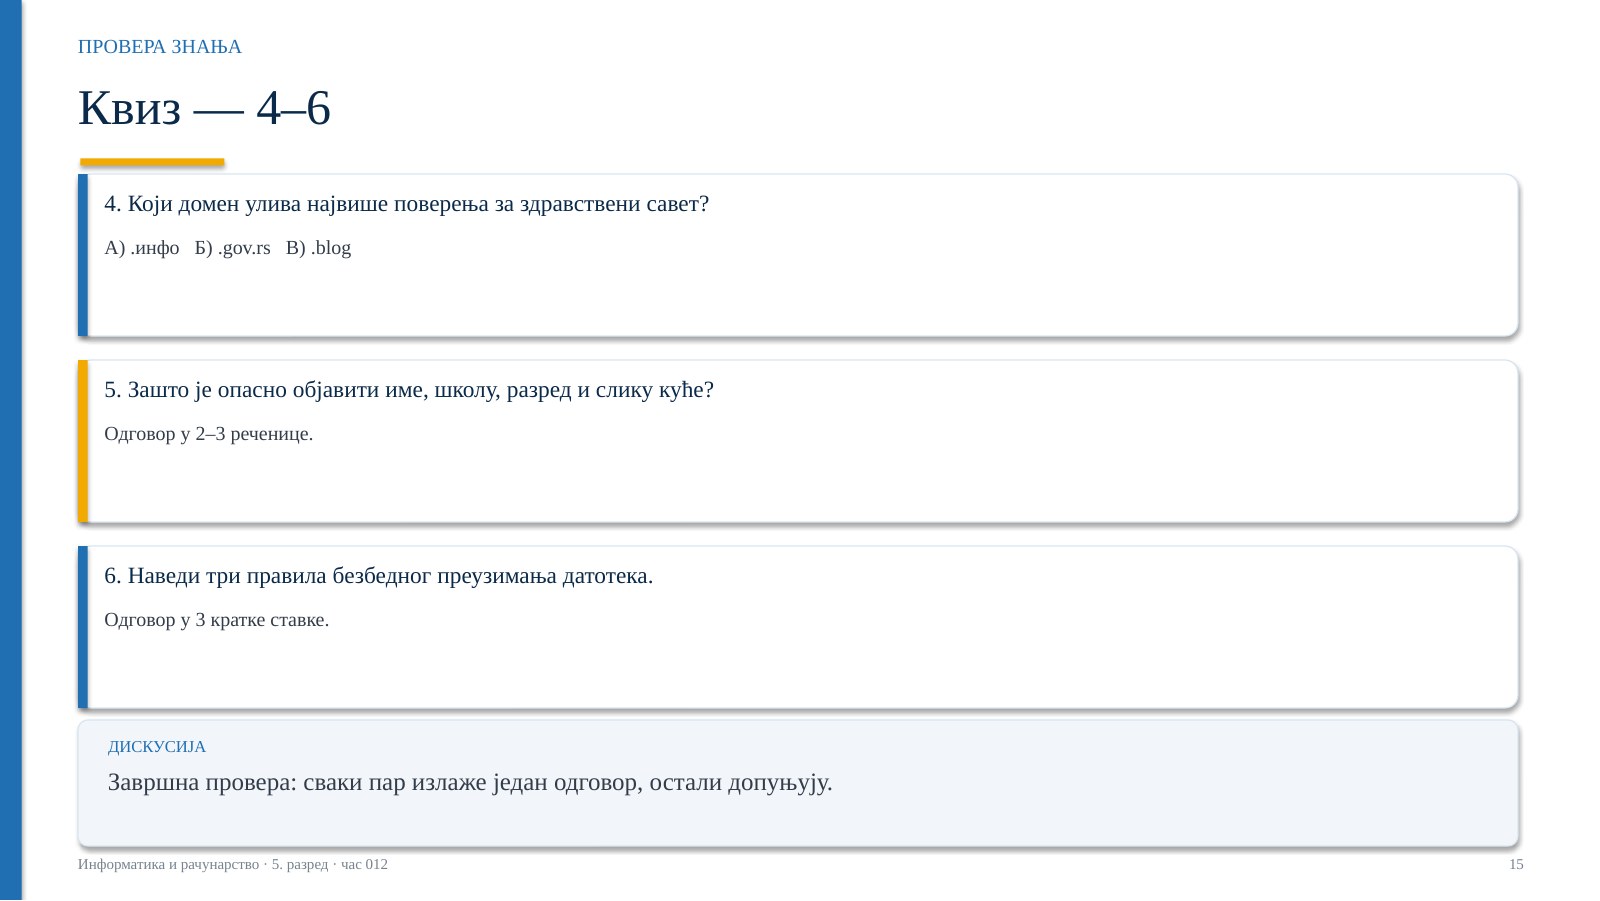 ПРОВЕРА ЗНАЊА
Квиз — 4–6
4. Који домен улива највише поверења за здравствени савет?
А) .инфо   Б) .gov.rs   В) .blog
5. Зашто је опасно објавити име, школу, разред и слику куће?
Одговор у 2–3 реченице.
6. Наведи три правила безбедног преузимања датотека.
Одговор у 3 кратке ставке.
ДИСКУСИЈА
Завршна провера: сваки пар излаже један одговор, остали допуњују.
Информатика и рачунарство · 5. разред · час 012
15